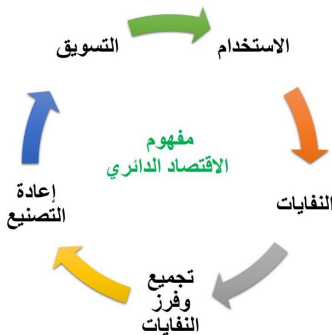 التسويق
الاستخدام
مفهوم
الاقتصاد الدائري
النفايات
إعادة
التصنيع
تجميع
وفرز
النفايات